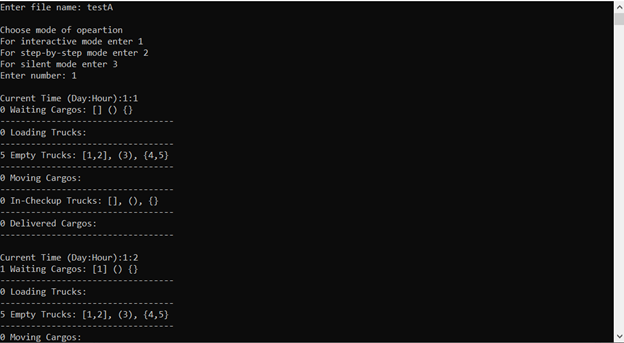 Enter file name: testA
Choose mode of opeartion
For interactive mode enter 1
For step-by-step mode enter 2
For silent mode enter 3
Enter number: 1
Current Time (Day:Hour):1:1
0 Waiting Cargos: [] () {}
----------------------------------
0 Loading Trucks:
----------------------------------
5 Empty Trucks: [1,2], (3), {4,5}
----------------------------------
0 Moving Cargos:
----------------------------------
0 In-Checkup Trucks: [], (), {}
----------------------------------
0 Delivered Cargos:
----------------------------------
Current Time (Day:Hour):1:2
1 Waiting Cargos: [1] () {}
----------------------------------
0 Loading Trucks:
----------------------------------
5 Empty Trucks: [1,2], (3), {4,5}
----------------------------------
0 Moving Cargos: